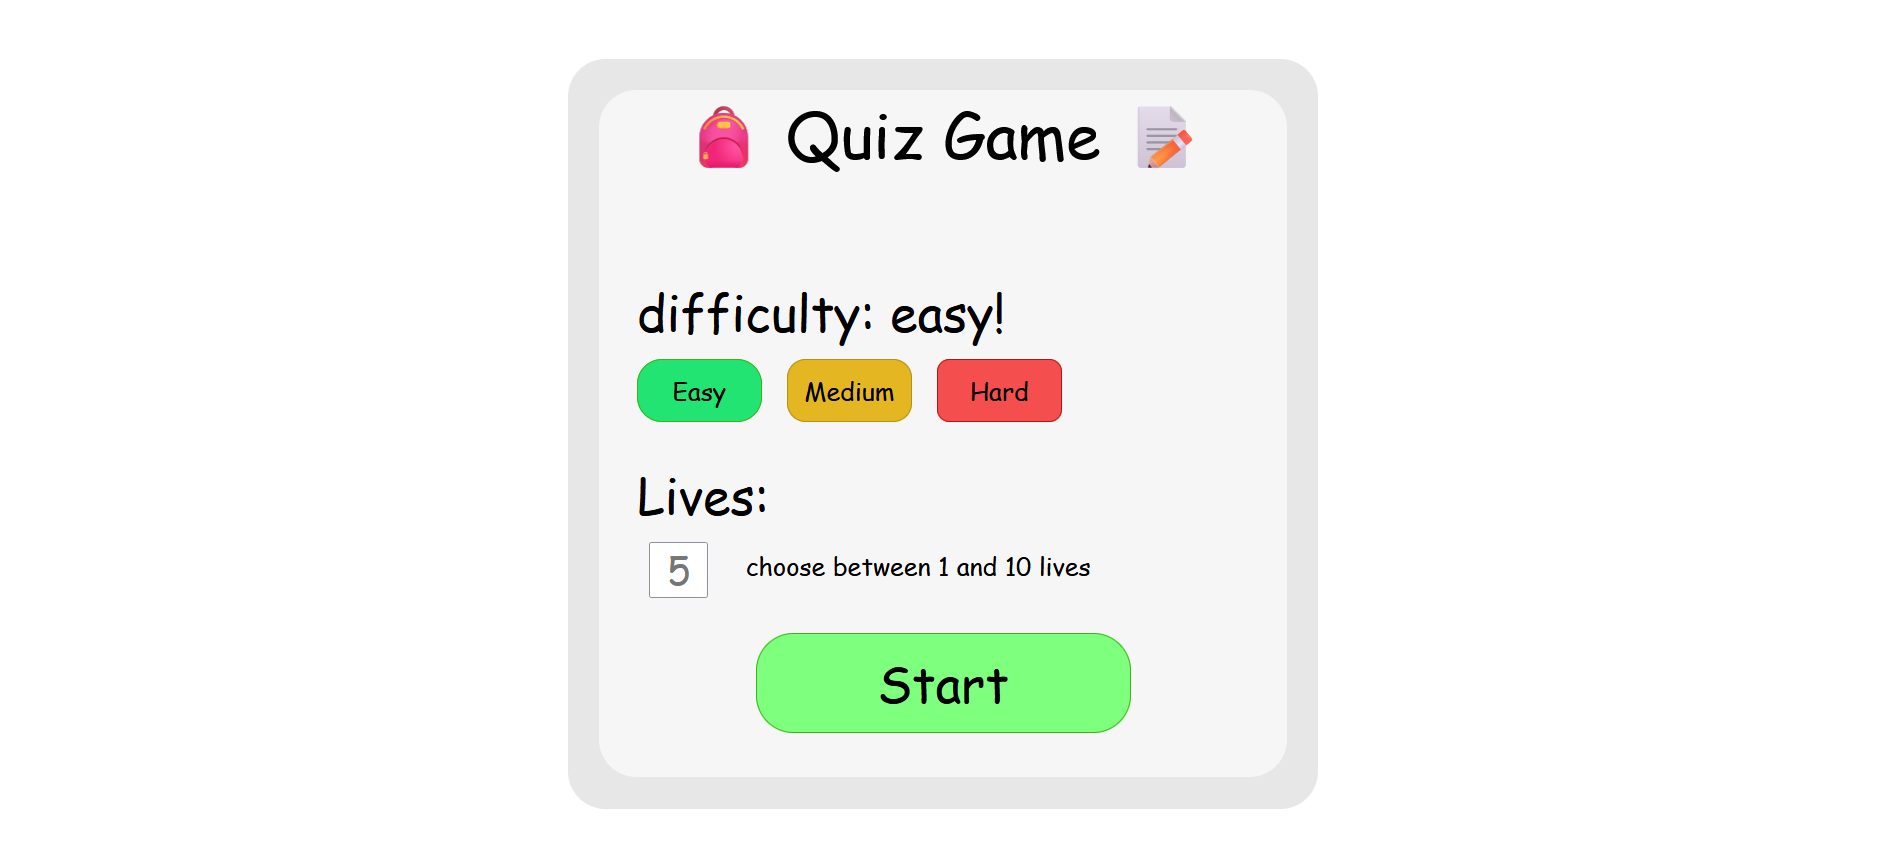 Quiz Game
difficulty: easy!
Easy Medium Hard
Lives:
5 choose between 1 and 10 lives
Start